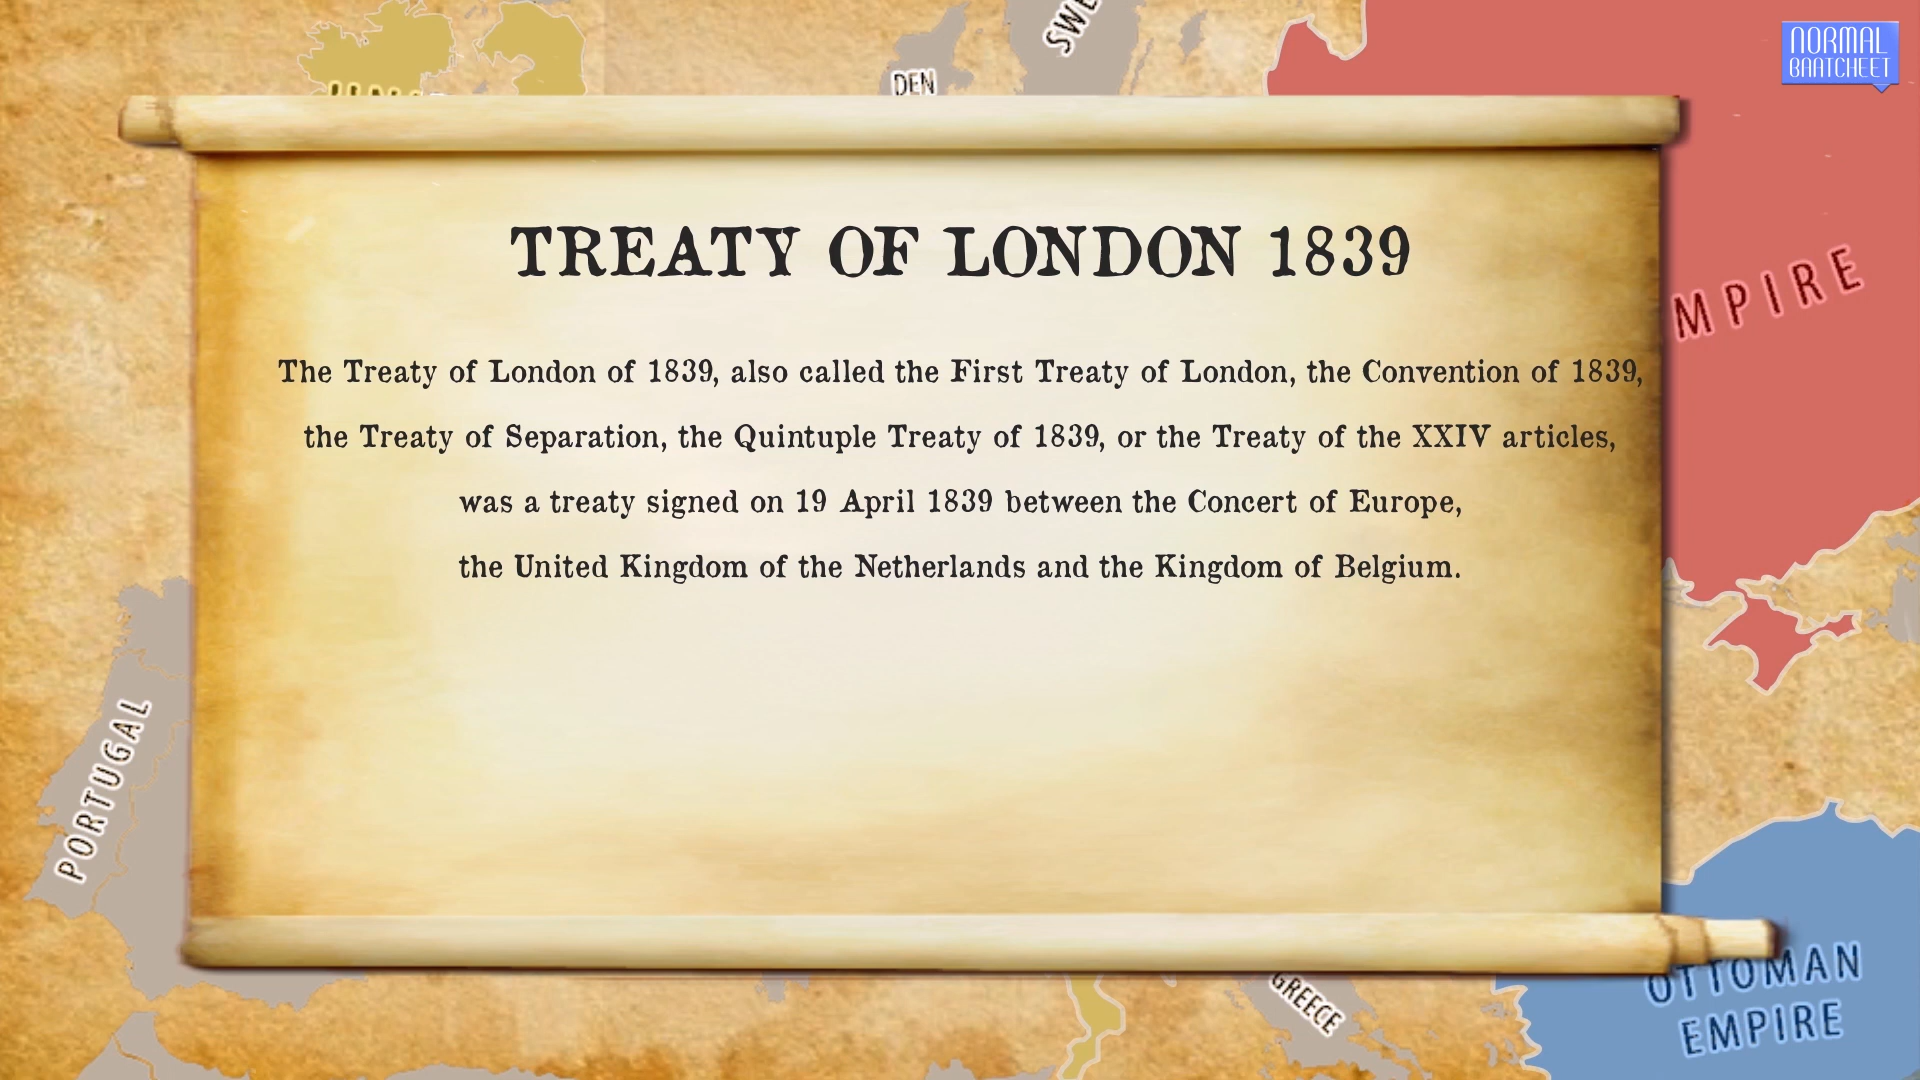 SWE
DEN
NORMAL
BAATCHEET
TREATY OF LONDON 1839
MPIRE
The Treaty of London of 1839, also called the First Treaty of London, the Convention of 1839,
the Treaty of Separation, the Quintuple Treaty of 1839, or the Treaty of the XXIV articles,
was a treaty signed on 19 April 1839 between the Concert of Europe,
the United Kingdom of the Netherlands and the Kingdom of Belgium.
PORTUGAL
GREECE
OTTOMAN
EMPIRE